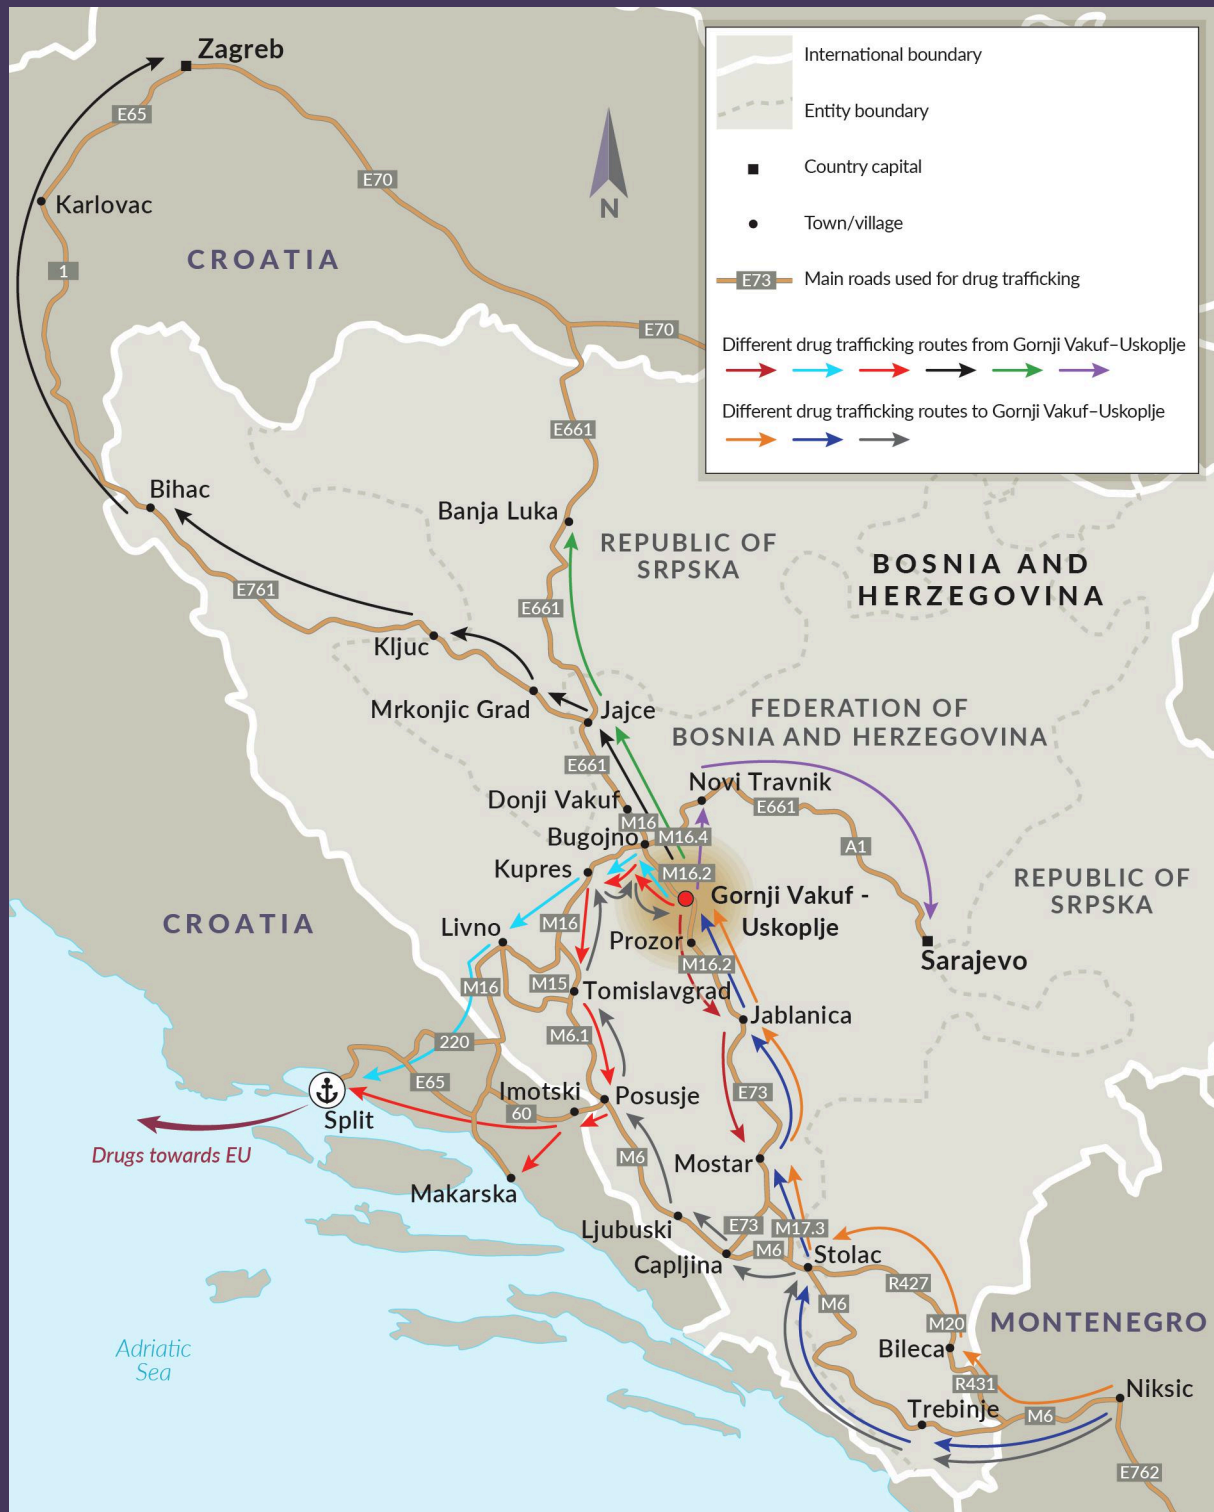 Zagreb
E65
E70
Karlovac
1
CROATIA
E70
E661
N
International boundary
Entity boundary
Country capital
Town/village
E73
Main roads used for drug trafficking
Different drug trafficking routes from Gornji Vakuf–Uskoplje
Different drug trafficking routes to Gornji Vakuf–Uskoplje
Bihac
Banja Luka
REPUBLIC OF
SRPSKA
BOSNIA AND
HERZEGOVINA
E761
E661
Kljuc
Mrkonjic Grad
Jajce
FEDERATION OF
BOSNIA AND HERZEGOVINA
E661
Novi Travnik
E661
Donji Vakuf
M16
M16.4
Bugojno
A1
Kupres
M16.2
REPUBLIC OF
SRPSKA
Gornji Vakuf -
Uskoplje
CROATIA
Livno
M16
Prozor
Sarajevo
M16.2
M16
M15
Tomislavgrad
Jablanica
220
M6.1
E65
Imotski
Posusje
E73
60
Split
Drugs towards EU
M6
Mostar
Makarska
Ljubuski
E73
M17.3
M6
Stolac
Capljina
R427
M6
M20
MONTENEGRO
Bileca
Adriatic
Sea
R431
Niksic
Trebinje
M6
E762